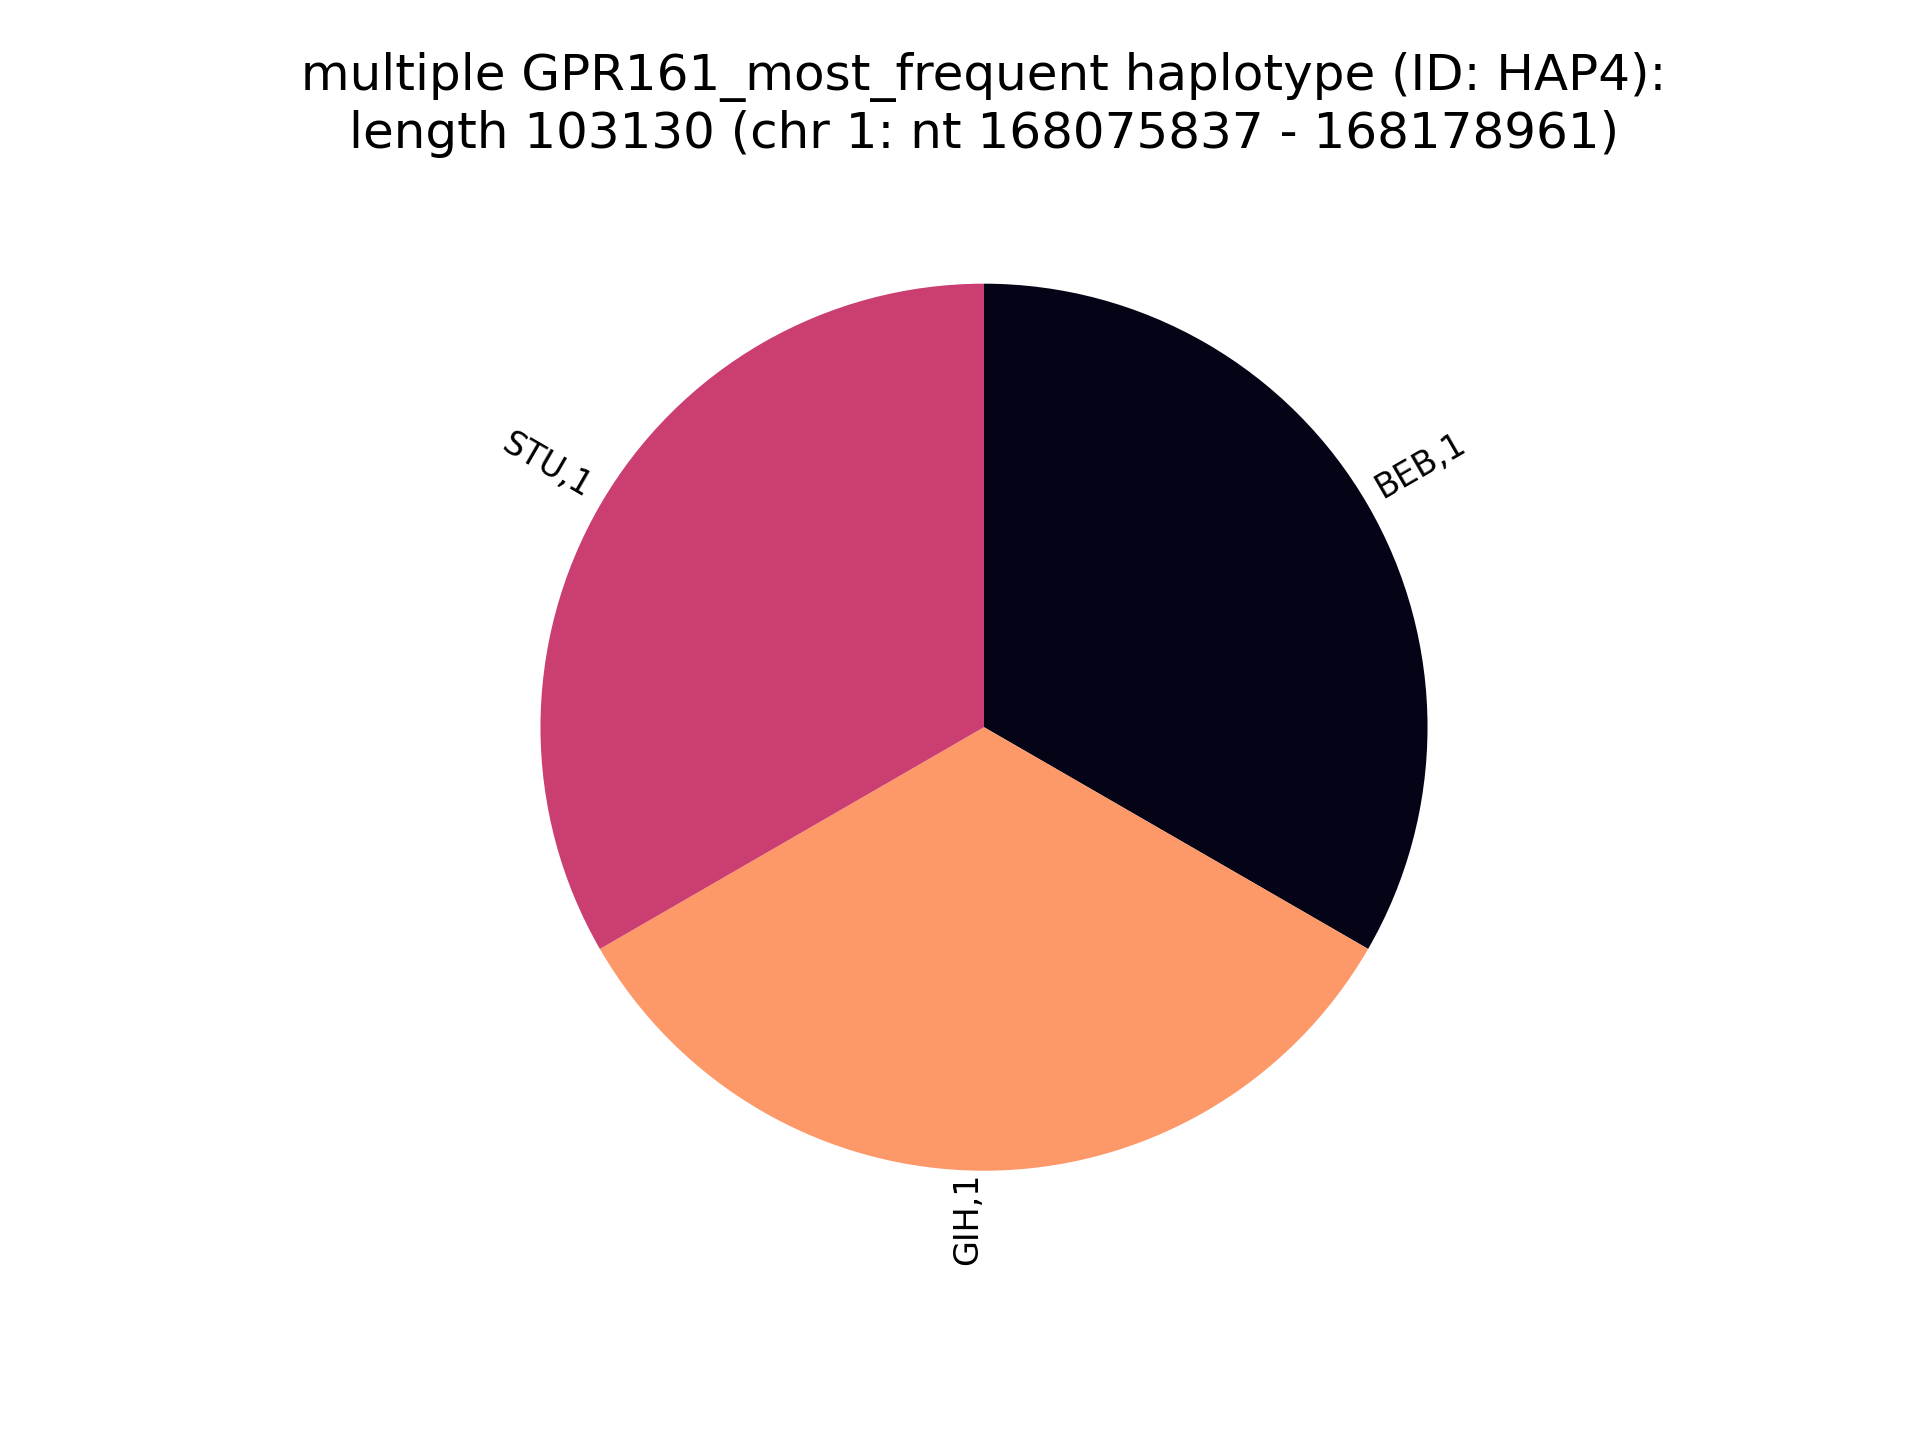 multiple GPR161_most_frequent haplotype (ID: HAP4):
length 103130 (chr 1: nt 168075837 - 168178961)
STU,1
BEB,1
GIH,1